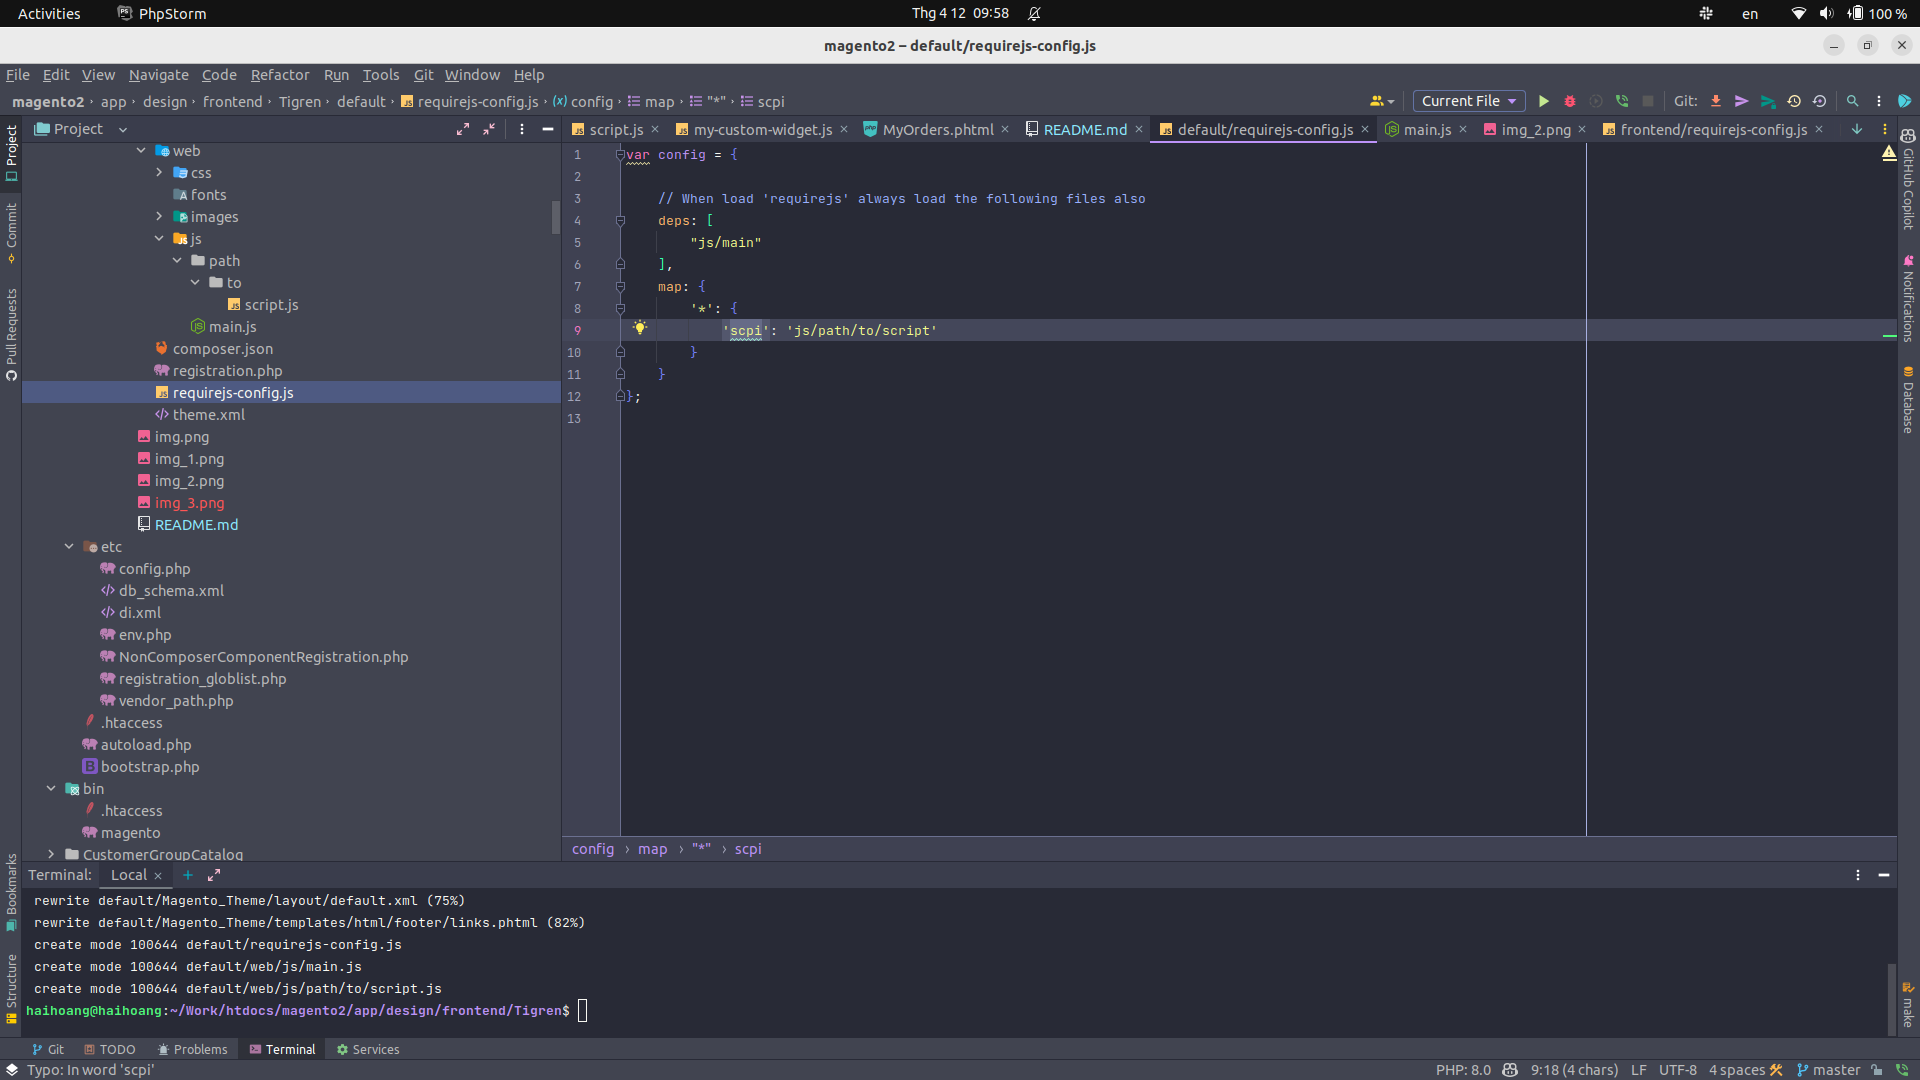 Activities PhpStorm Thg 4 12 09:58 en 100 %
magento2 – default/requirejs-config.js
File Edit View Navigate Code Refactor Run Tools Git Window Help
magento2 › app › design › frontend › Tigren › default › requirejs-config.js › config › map › "*" › scpi Current File Git:
Project script.js × my-custom-widget.js × MyOrders.phtml × README.md × default/requirejs-config.js × main.js × img_2.png × frontend/requirejs-config.js ×
Project
Commit
Pull Requests
Bookmarks
Structure
web
css
fonts
images
js
path
to
script.js
main.js
composer.json
registration.php
requirejs-config.js
theme.xml
img.png
img_1.png
img_2.png
img_3.png
README.md
etc
config.php
db_schema.xml
di.xml
env.php
NonComposerComponentRegistration.php
registration_globlist.php
vendor_path.php
.htaccess
autoload.php
bootstrap.php
bin
.htaccess
magento
CustomerGroupCatalog
1 var config = {
2
3 // When load 'requirejs' always load the following files also
4 deps: [
5 "js/main"
6 ],
7 map: {
8 '*': {
9 'scpi': 'js/path/to/script'
10 }
11 }
12 };
13
config › map › "*" › scpi
GitHub Copilot
Notifications
Database
make
Terminal: Local × +
rewrite default/Magento_Theme/layout/default.xml (75%)
rewrite default/Magento_Theme/templates/html/footer/links.phtml (82%)
create mode 100644 default/requirejs-config.js
create mode 100644 default/web/js/main.js
create mode 100644 default/web/js/path/to/script.js
haihoang@haihoang:~/Work/htdocs/magento2/app/design/frontend/Tigren$
Git TODO Problems Terminal Services
Typo: In word 'scpi' PHP: 8.0 9:18 (4 chars) LF UTF-8 4 spaces master